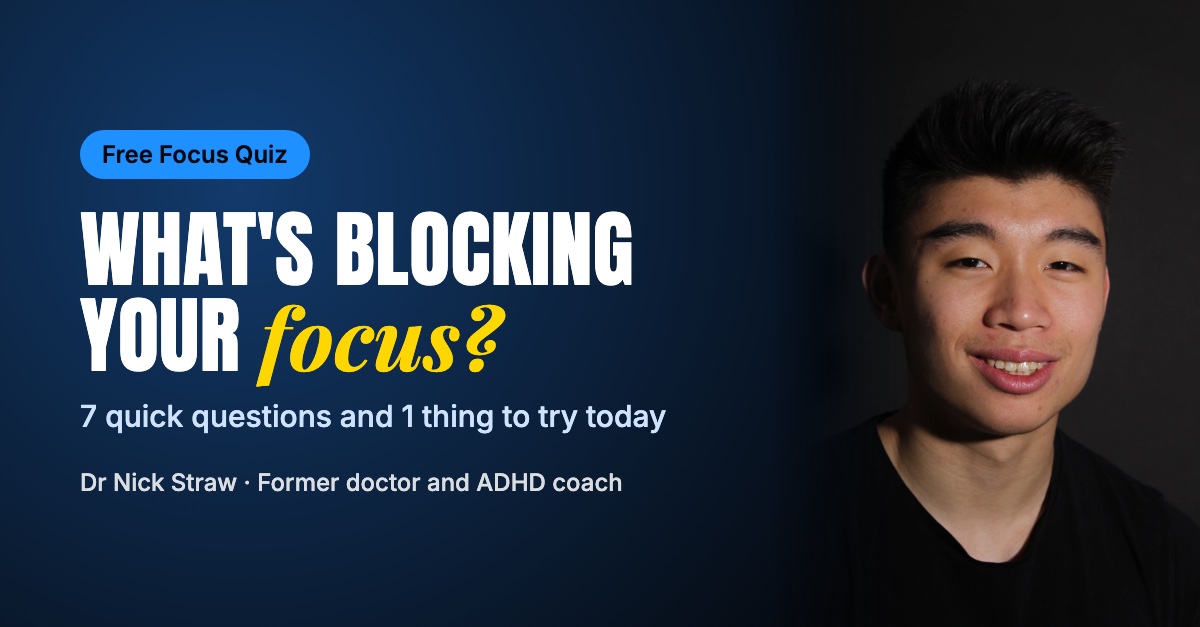 Free Focus Quiz
WHAT'S BLOCKING
YOUR focus?
7 quick questions and 1 thing to try today
Dr Nick Straw · Former doctor and ADHD coach